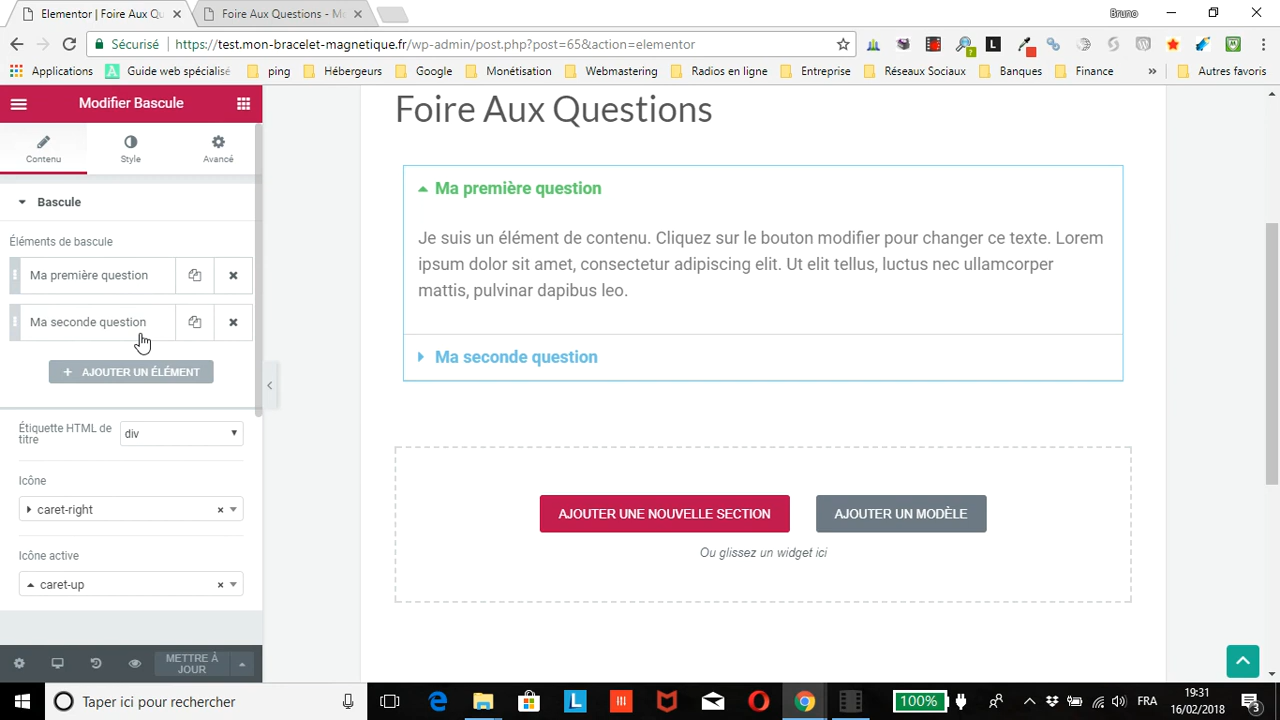 Elementor | Foire Aux Qu
Foire Aux Questions - Mo
Bruno
Sécurisé
https://test.mon-bracelet-magnetique.fr/wp-admin/post.php?post=65&action=elementor
Applications
Guide web spécialisé
ping
Hébergeurs
Google
Monétisation
Webmastering
Radios en lignes
Entreprise
Réseaux Sociaux
Banques
Finance
»
Autres favoris
Modifier Bascule
Contenu
Style
Avancé
Bascule
Éléments de bascule
Ma première question
Ma seconde question
+ AJOUTER UN ÉLÉMENT
Étiquette HTML de
titre
div
Icône
caret-right
Icône active
caret-up
METTRE À
JOUR
Foire Aux Questions
Ma première question
Je suis un élément de contenu. Cliquez sur le bouton modifier pour changer ce texte. Lorem
ipsum dolor sit amet, consectetur adipiscing elit. Ut elit tellus, luctus nec ullamcorper
mattis, pulvinar dapibus leo.
Ma seconde question
AJOUTER UNE NOUVELLE SECTION
AJOUTER UN MODÈLE
Ou glissez un widget ici
Taper ici pour rechercher
100%
FRA
19:31
16/02/2018
3